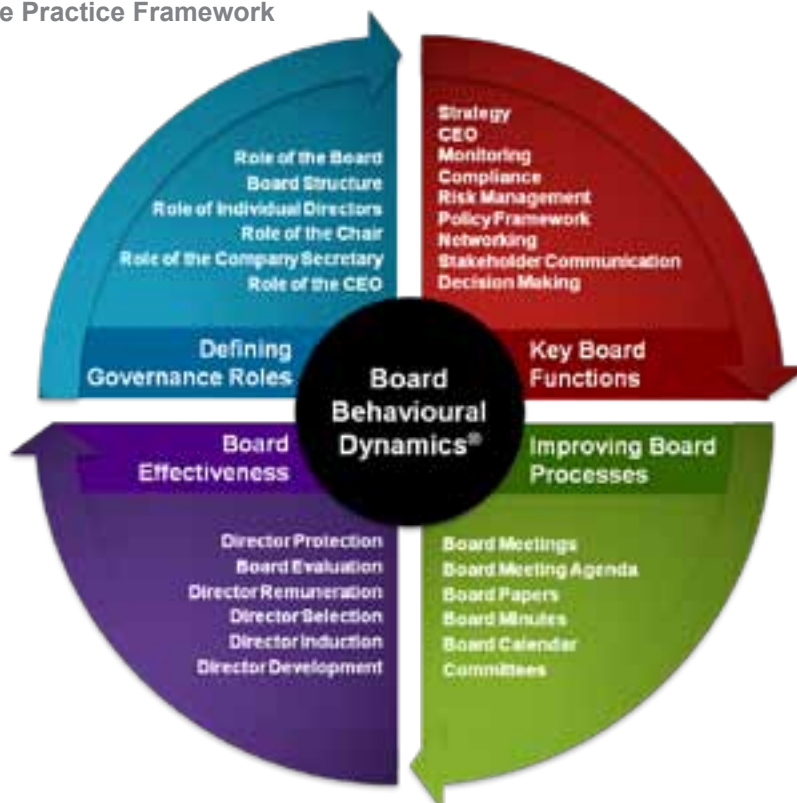 e Practice Framework
Role of the Board
Board Structure
Role of Individual Directors
Role of the Chair
Role of the Company Secretary
Role of the CEO
Defining
Governance Roles
Strategy
CEO
Monitoring
Compliance
Risk Management
Policy Framework
Networking
Stakeholder Communication
Decision Making
Key Board
Functions
Board
Behavioural
Dynamics®
Board
Effectiveness
Director Protection
Board Evaluation
Director Remuneration
Director Selection
Director Induction
Director Development
Improving Board
Processes
Board Meetings
Board Meeting Agenda
Board Papers
Board Minutes
Board Calendar
Committees